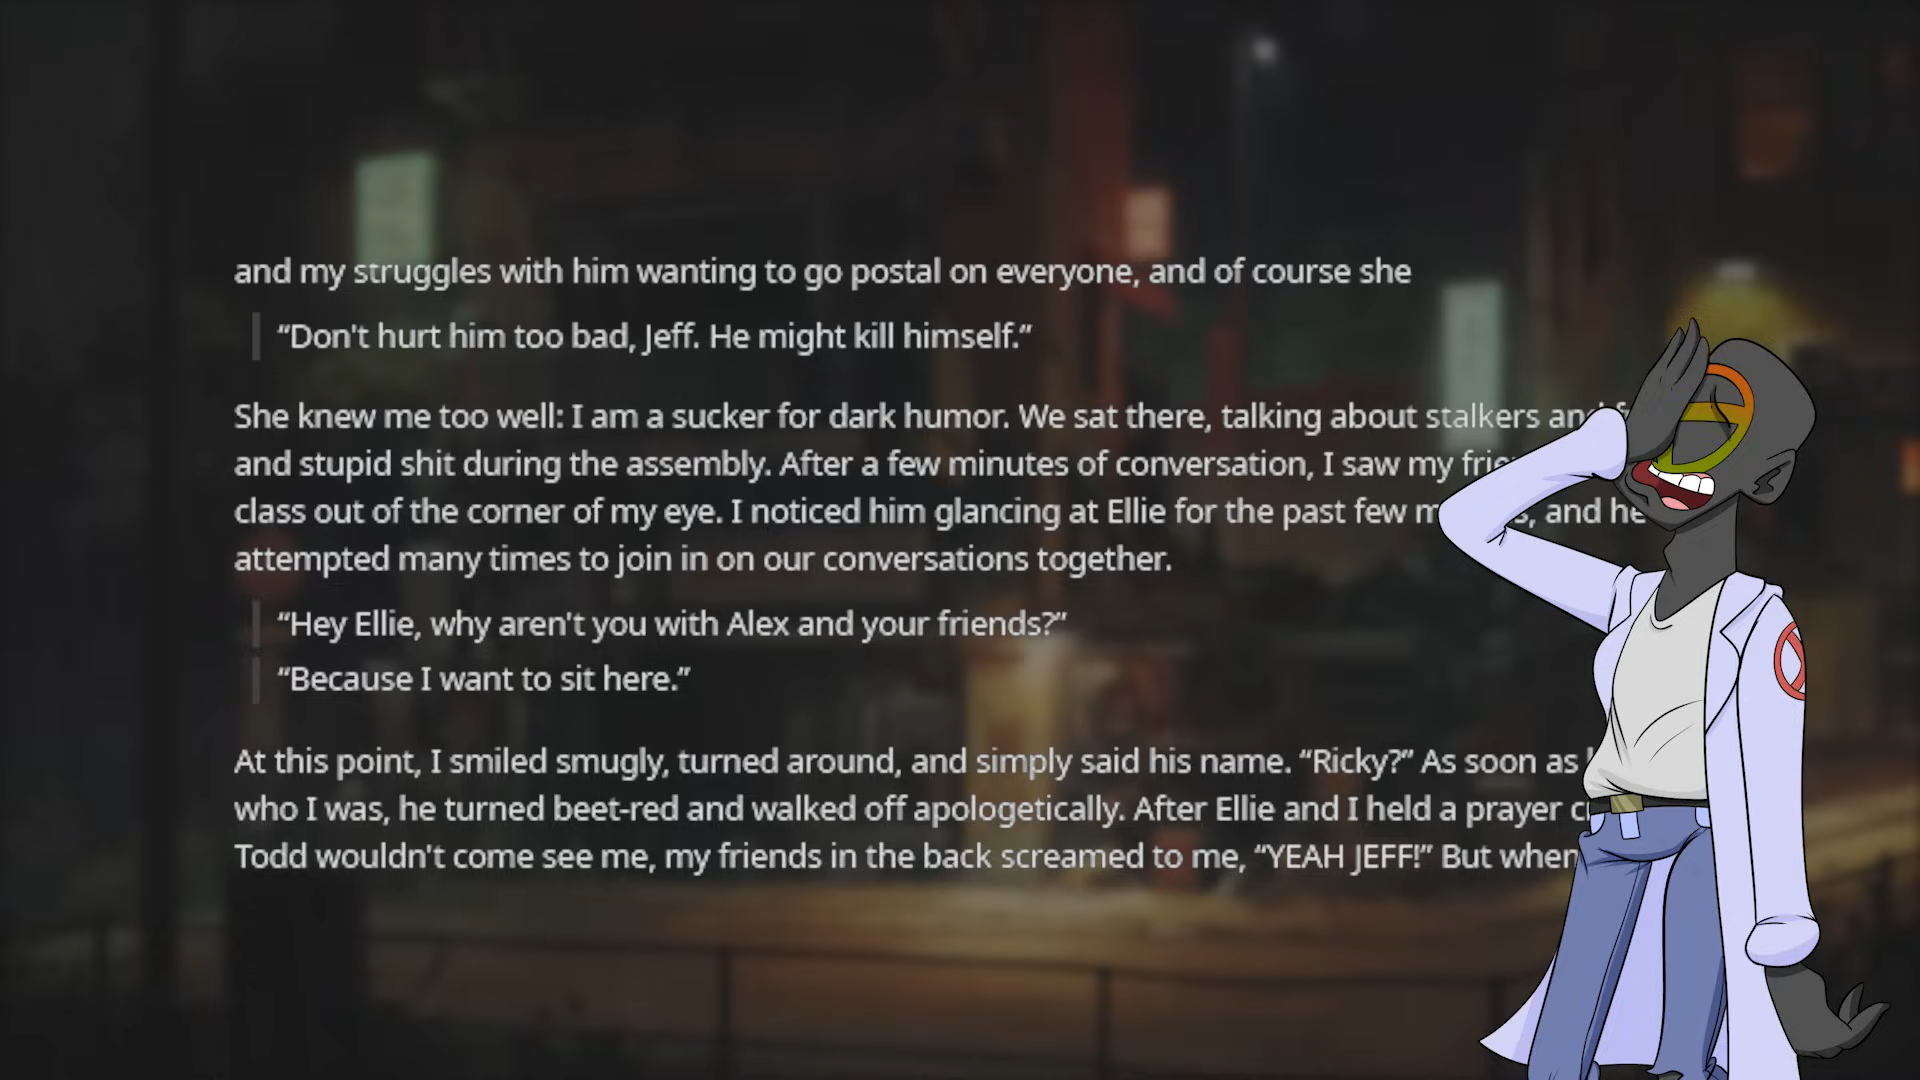 and my struggles with him wanting to go postal on everyone, and of course she
“Don't hurt him too bad, Jeff. He might kill himself.”
She knew me too well: I am a sucker for dark humor. We sat there, talking about stalkers and
and stupid shit during the assembly. After a few minutes of conversation, I saw my
class out of the corner of my eye. I noticed him glancing at Ellie for the past few and he
attempted many times to join in on our conversations together.
“Hey Ellie, why aren't you with Alex and your friends?”
“Because I want to sit here.”
At this point, I smiled smugly, turned around, and simply said his name. “Ricky?” As soon as
who I was, he turned beet-red and walked off apologetically. After Ellie and I held a prayer
Todd wouldn't come see me, my friends in the back screamed to me, “YEAH JEFF!” But when